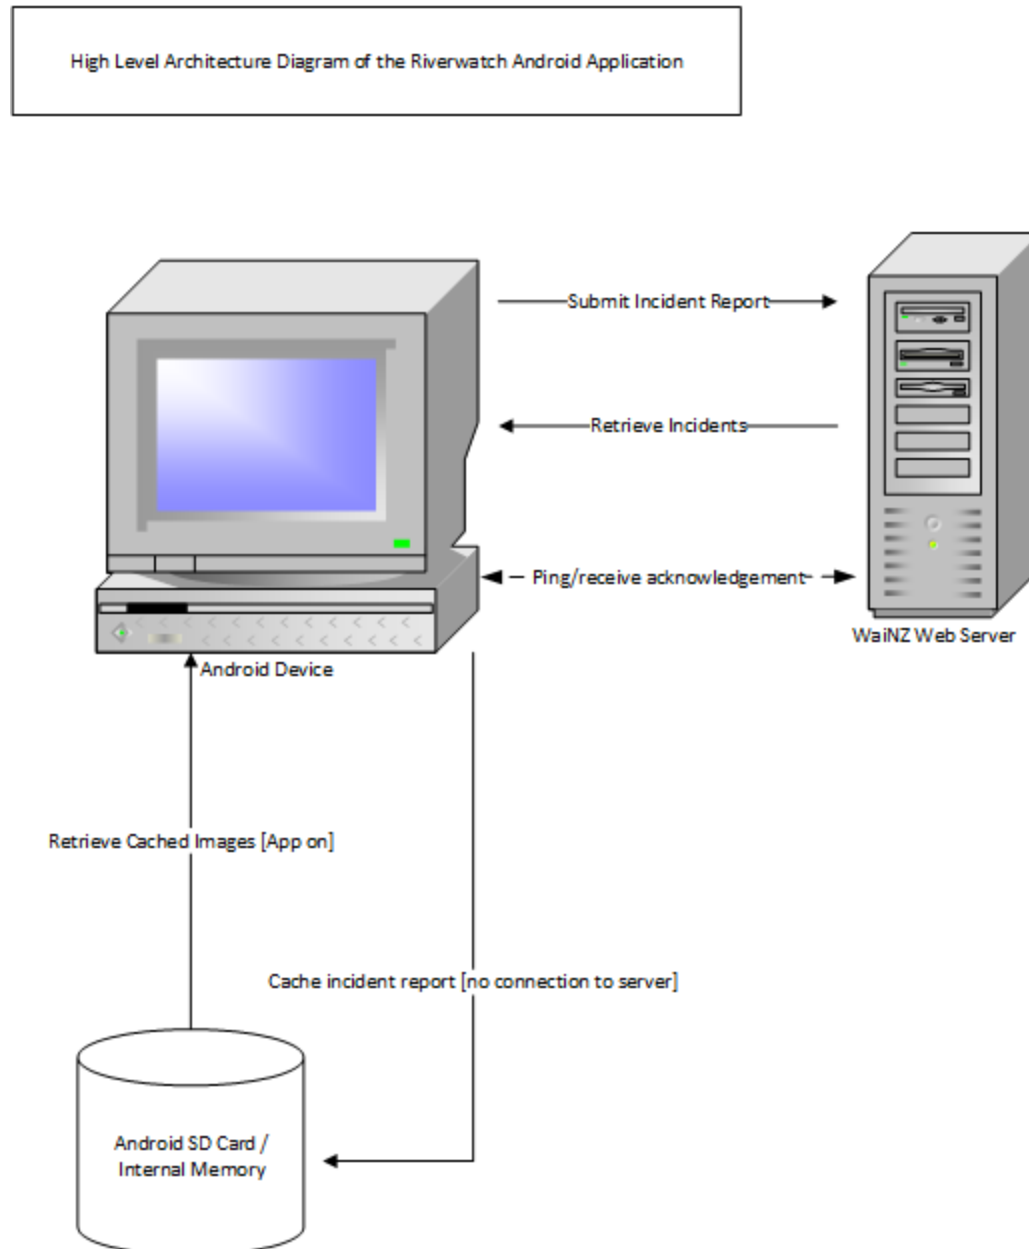 High Level Architecture Diagram of the Riverwatch Android Application
Submit Incident Report
Retrieve Incidents
Ping/receive acknowledgement
WaiNZ Web Server
Android Device
Retrieve Cached Images [App on]
Cache incident report [no connection to server]
Android SD Card /
Internal Memory